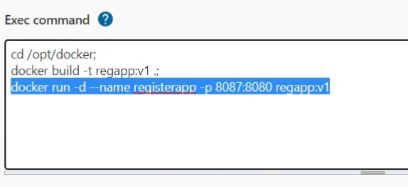 Exec command ?
cd /opt/docker;
docker build -t regapp:v1 .;
docker run -d --name registerapp -p 8087:8080 regapp:v1